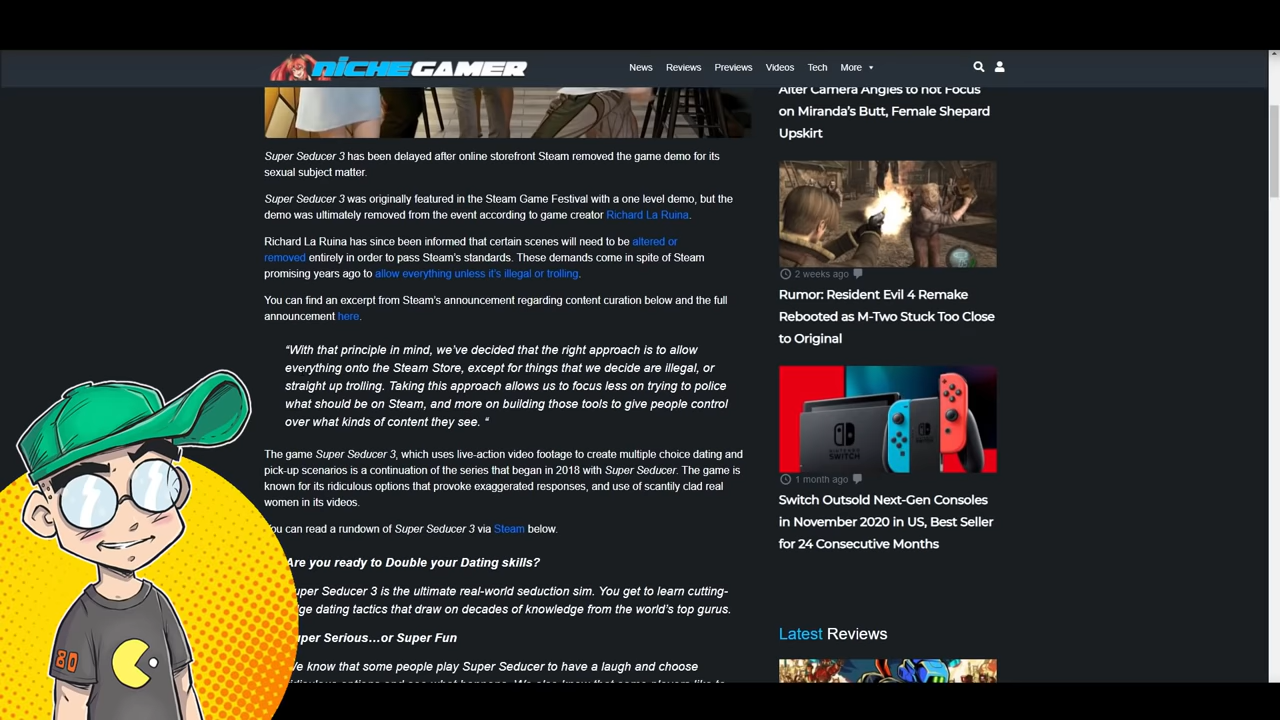 NICHE GAMER
News Reviews Previews Videos Tech More
Super Seducer 3 has been delayed after online storefront Steam removed the game demo for its
sexual subject matter.
Super Seducer 3 was originally featured in the Steam Game Festival with a one level demo, but the
demo was ultimately removed from the event according to game creator Richard La Ruina.
Richard La Ruina has since been informed that certain scenes will need to be altered or
removed entirely in order to pass Steam's standards. These demands come in spite of Steam
promising years ago to allow everything unless it's illegal or trolling.
You can find an excerpt from Steam's announcement regarding content curation below and the full
announcement here.
“With that principle in mind, we've decided that the right approach is to allow
everything onto the Steam Store, except for things that we decide are illegal, or
straight up trolling. Taking this approach allows us to focus less on trying to police
what should be on Steam, and more on building those tools to give people control
over what kinds of content they see. “
The game Super Seducer 3, which uses live-action video footage to create multiple choice dating and
pick-up scenarios is a continuation of the series that began in 2018 with Super Seducer. The game is
known for its ridiculous options that provoke exaggerated responses, and use of scantily clad real
women in its videos.
ou can read a rundown of Super Seducer 3 via Steam below.
Are you ready to Double your Dating skills?
uper Seducer 3 is the ultimate real-world seduction sim. You get to learn cutting-
ge dating tactics that draw on decades of knowledge from the world's top gurus.
uper Serious...or Super Fun
e know that some people play Super Seducer to have a laugh and choose
Alter Camera Angles to not Focus
on Miranda's Butt, Female Shepard
Upskirt
2 weeks ago
Rumor: Resident Evil 4 Remake
Rebooted as M-Two Stuck Too Close
to Original
NINTENDO
SWITCH
1 month ago
Switch Outsold Next-Gen Consoles
in November 2020 in US, Best Seller
for 24 Consecutive Months
Latest Reviews
80